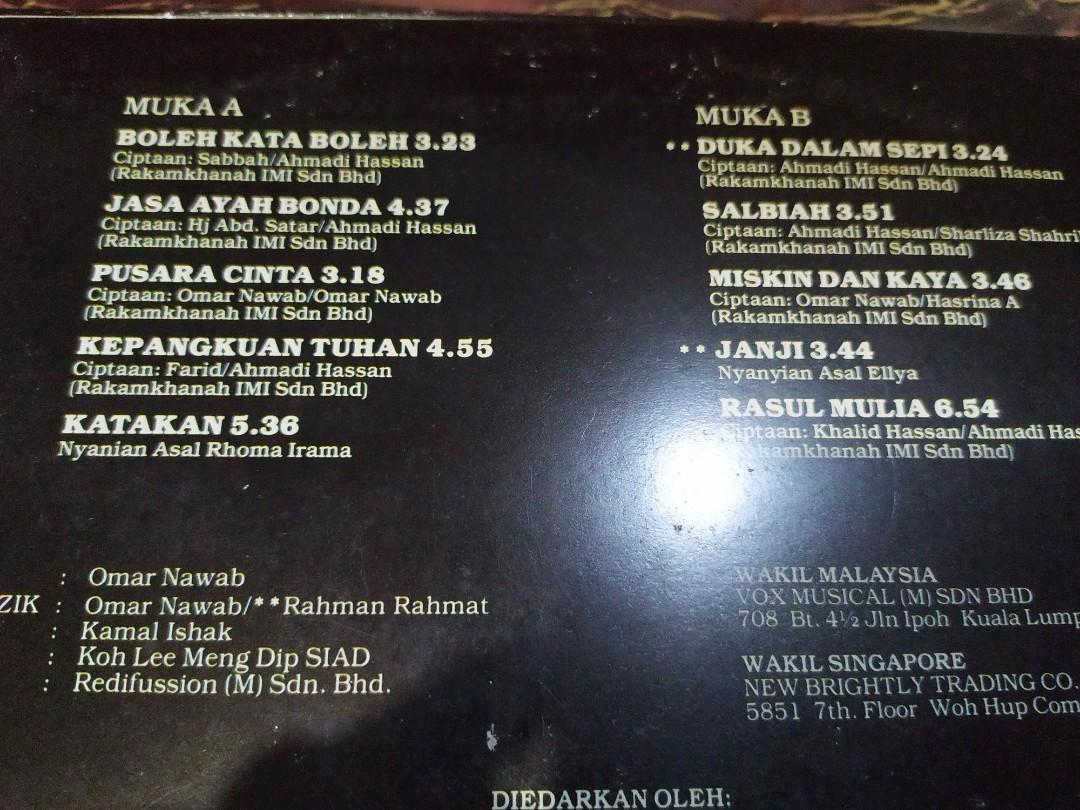 MUKA A
BOLEH KATA BOLEH 3.23
Ciptaan: Sabbah/Ahmadi Hassan
(Rakamkhanah IMI Sdn Bhd)
JASA AYAH BONDA 4.37
Ciptaan: Hj Abd. Satar/Ahmadi Hassan
(Rakamkhanah IMI Sdn Bhd)
PUSARA CINTA 3.18
Ciptaan: Omar Nawab/Omar Nawab
(Rakamkhanah IMI Sdn Bhd)
KEPANGKUAN TUHAN 4.55
Ciptaan: Farid/Ahmadi Hassan
(Rakamkhanah IMI Sdn Bhd)
KATAKAN 5.36
Nyanian Asal Rhoma Irama
MUKA B
** DUKA DALAM SEPI 3.24
Ciptaan: Ahmadi Hassan/Ahmadi Hassan
(Rakamkhanah IMI Sdn Bhd)
SALBIAH 3.51
Ciptaan: Ahmadi Hassan/Sharliza Shahri
(Rakamkhanah IMI Sdn Bhd)
MISKIN DAN KAYA 3.46
Ciptaan: Omar Nawab/Hasrina A
(Rakamkhanah IMI Sdn Bhd)
** JANJI 3.44
Nyanyian Asal Ellya
RASUL MULIA 6.54
Ciptaan: Khalid Hassan/Ahmadi Has
kamkhanah IMI Sdn Bhd)
: Omar Nawab
ZIK : Omar Nawab/**Rahman Rahmat
: Kamal Ishak
: Koh Lee Meng Dip SIAD
: Redifussion (M) Sdn. Bhd.
WAKIL MALAYSIA
VOX MUSICAL (M) SDN BHD
708 Bt. 4½ Jln Ipoh Kuala Lump
WAKIL SINGAPORE
NEW BRIGHTLY TRADING CO.
5851 7th. Floor Woh Hup Com
DIEDARKAN OLEH: